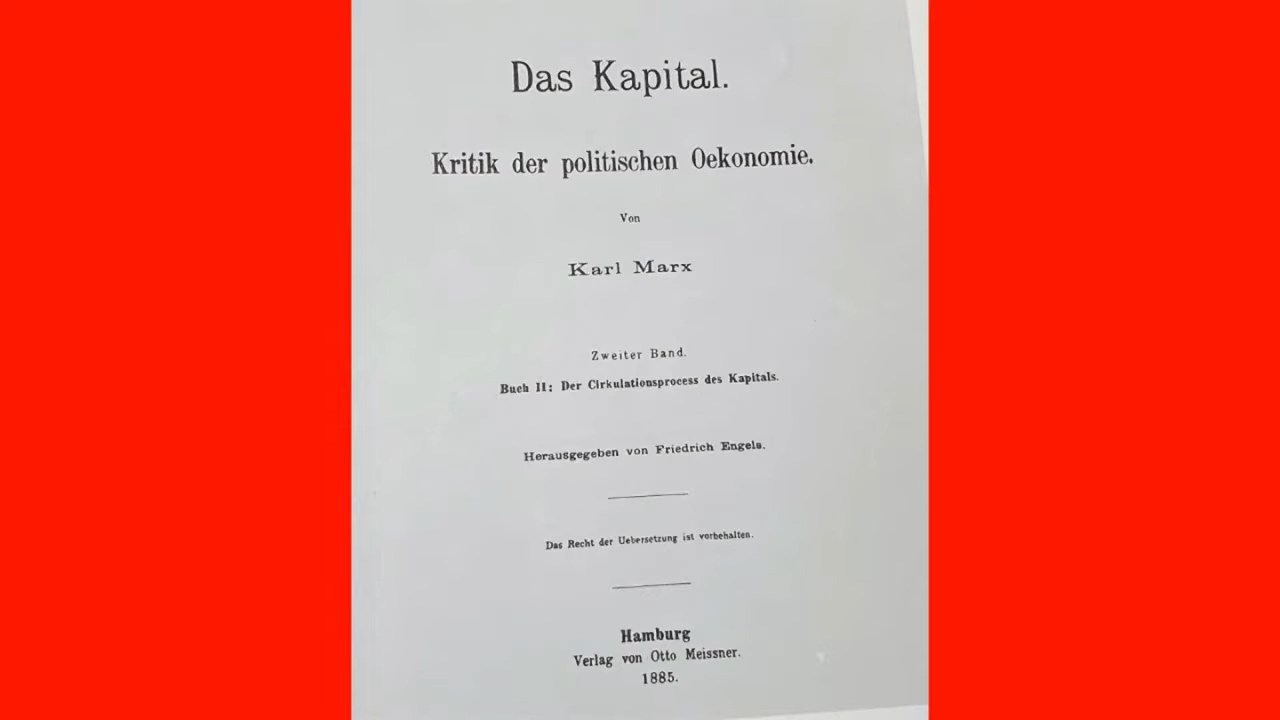 Das Kapital.
Kritik der politischen Oekonomie.
Von
Karl Marx
Zweiter Band.
Buch II: Der Cirkulationsprocess des Kapitals.
Herausgegeben von Friedrich Engels.
Das Recht der Uebersetzung ist vorbehalten.
Hamburg
Verlag von Otto Meissner.
1885.